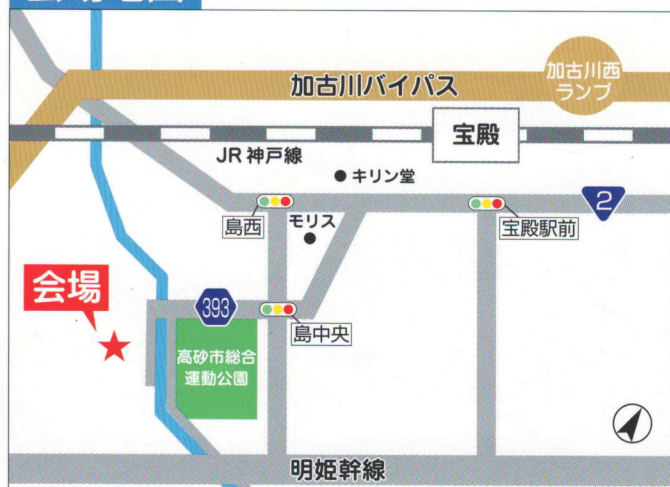 加古川バイパス
加古川西
ランプ
宝殿
JR 神戸線
キリン堂
2
島西
モリス
宝殿駅前
会場
393
島中央
高砂市総合
運動公園
明姫幹線